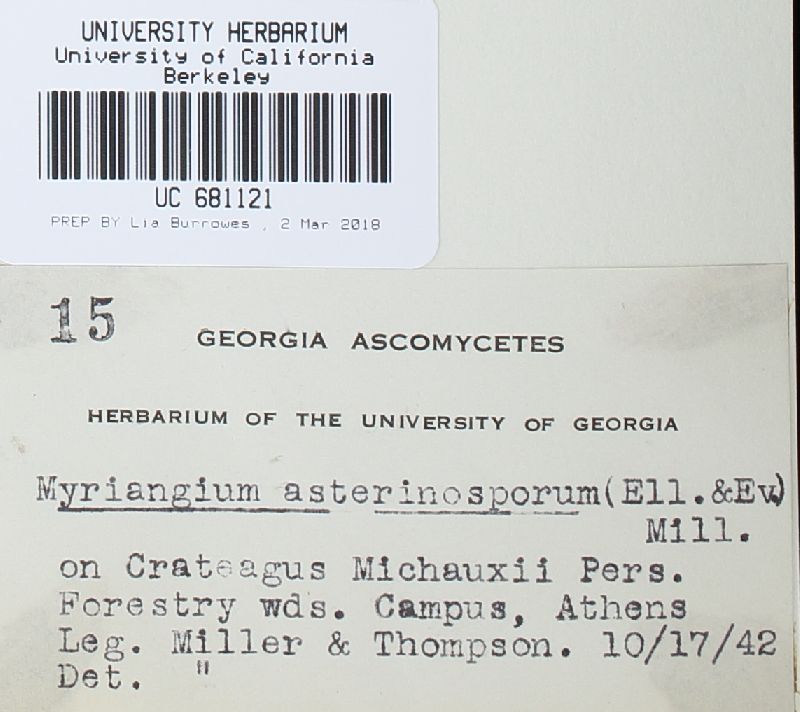 UNIVERSITY HERBARIUM
University of California
Berkeley
UC 681121
PREP BY Lia Burrowes , 2 Mar 2018
15
GEORGIA ASCOMYCETES
HERBARIUM OF THE UNIVERSITY OF GEORGIA
Myriangium asterinosporum(Ell.&Ev)
Mill.
on Crateagus Michauxii Pers.
Forestry wds. Campus, Athens
Leg. Miller & Thompson. 10/17/42
Det. "